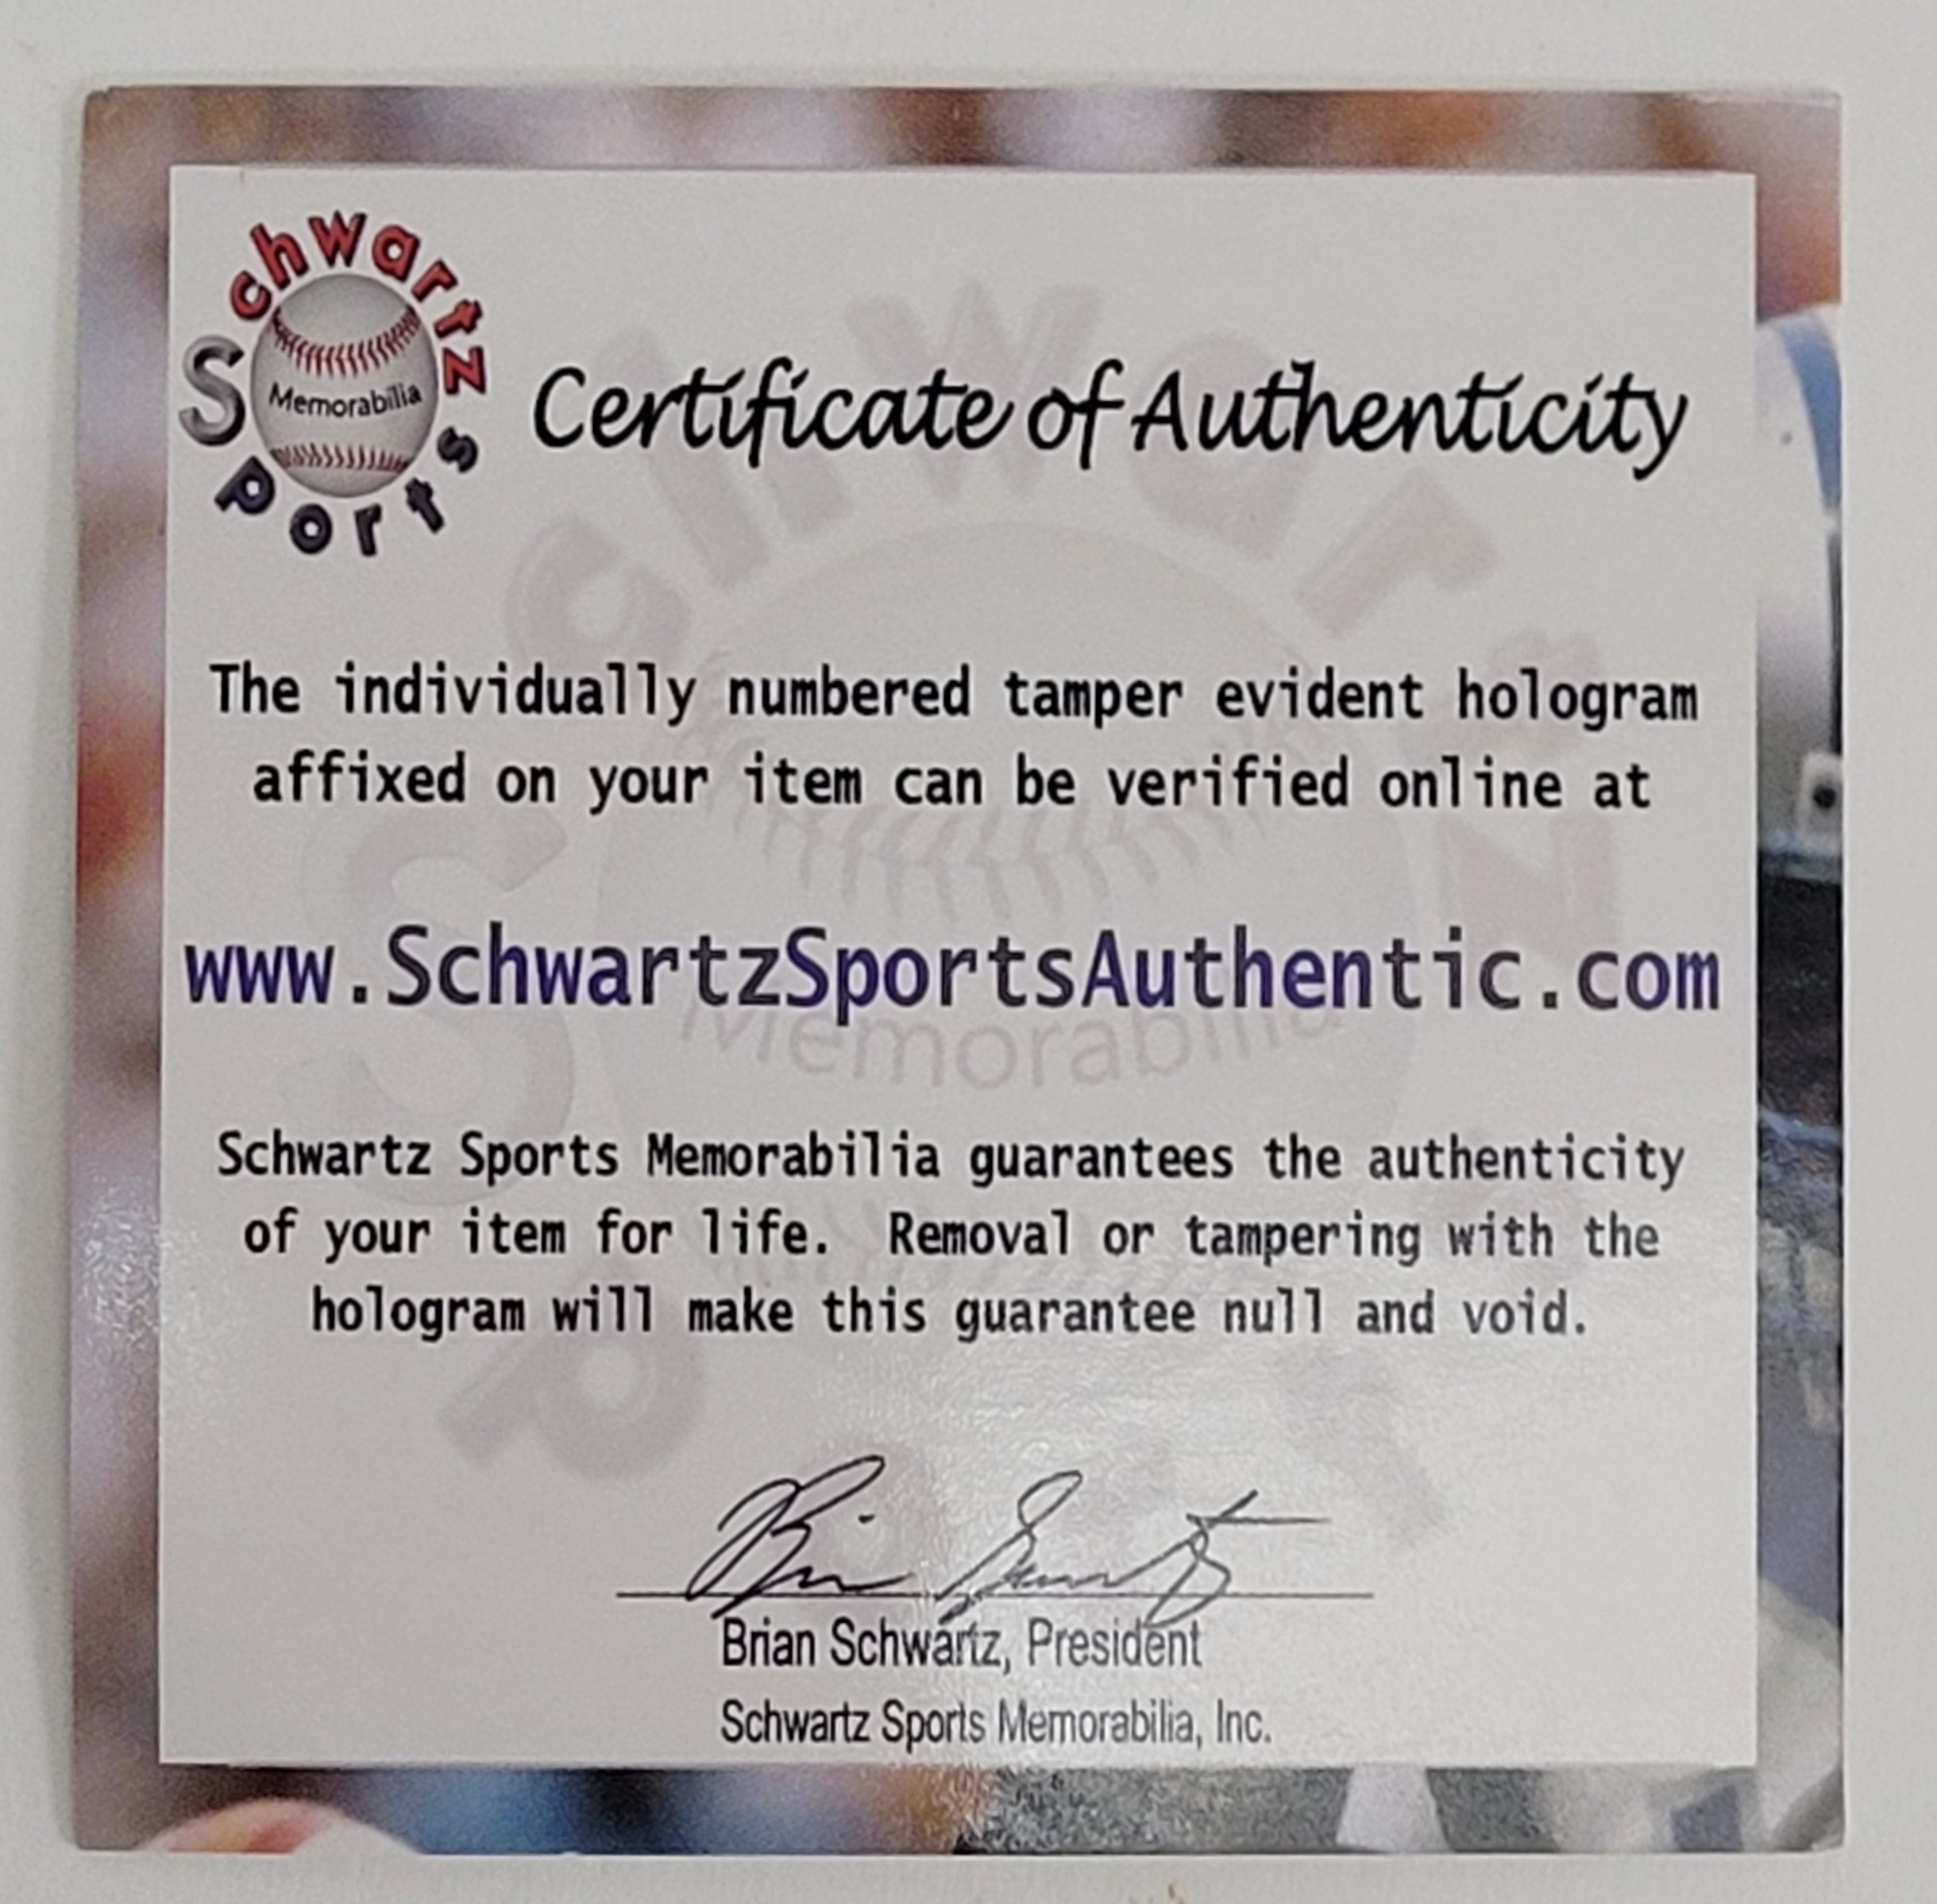 Schwartz
Sports
Memorabilia
Certificate of Authenticity
The individually numbered tamper evident hologram
affixed on your item can be verified online at
www.SchwartzSportsAuthentic.com
Schwartz Sports Memorabilia guarantees the authenticity
of your item for life. Removal or tampering with the
hologram will make this guarantee null and void.
Brian Schwartz
Brian Schwartz, President
Schwartz Sports Memorabilia, Inc.